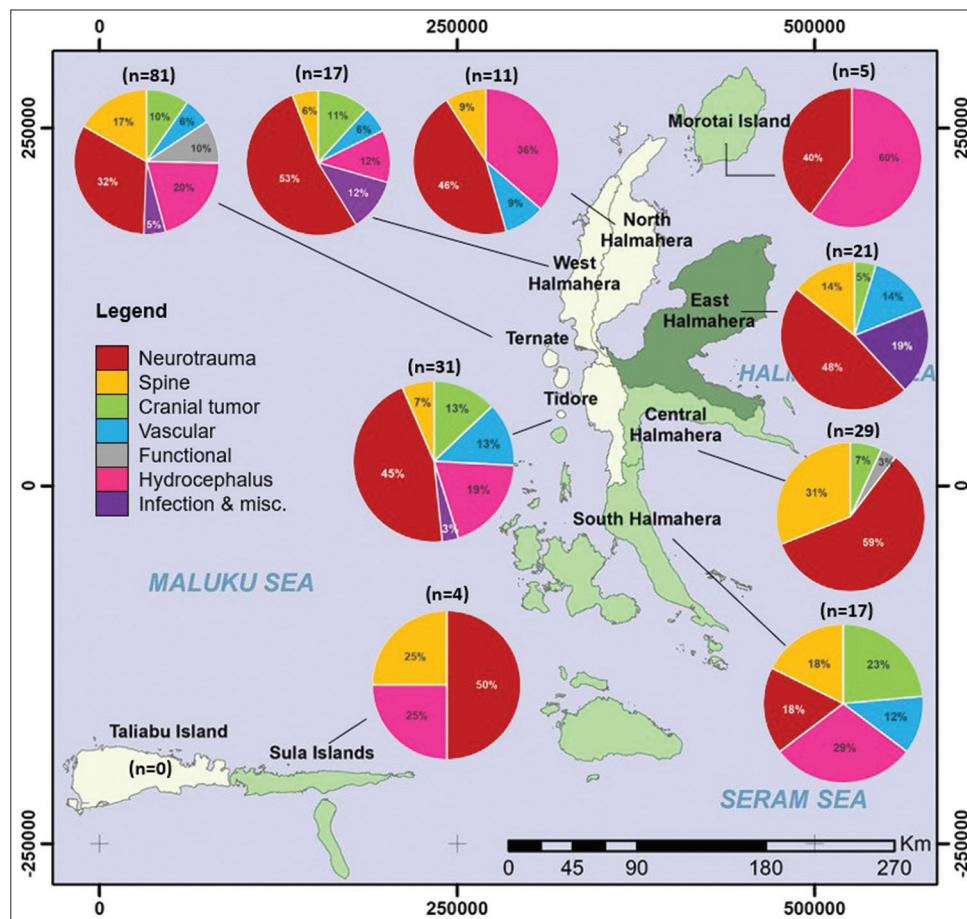 0
250000
500000
(n=81)
(n=17)
(n=11)
(n=5)
17%
10%
6%
10%
20%
5%
32%
6%
11%
6%
12%
12%
53%
9%
36%
9%
46%
40%
60%
250000
250000
Morotai Island
North
Halmahera
West
Halmahera
East
Halmahera
(n=21)
14%
5%
14%
19%
48%
Legend
Neurotrauma
Spine
Cranial tumor
Vascular
Functional
Hydrocephalus
Infection & misc.
Ternate
Tidore
(n=31)
7%
13%
13%
19%
3%
45%
Central
Halmahera
(n=29)
31%
7%
3%
59%
0
0
South Halmahera
MALUKU SEA
(n=4)
25%
50%
25%
(n=17)
18%
23%
12%
29%
18%
Taliabu Island
(n=0)
Sula Islands
SERAM SEA
Km
0
45
90
180
270
-250000
-250000
0
250000
500000